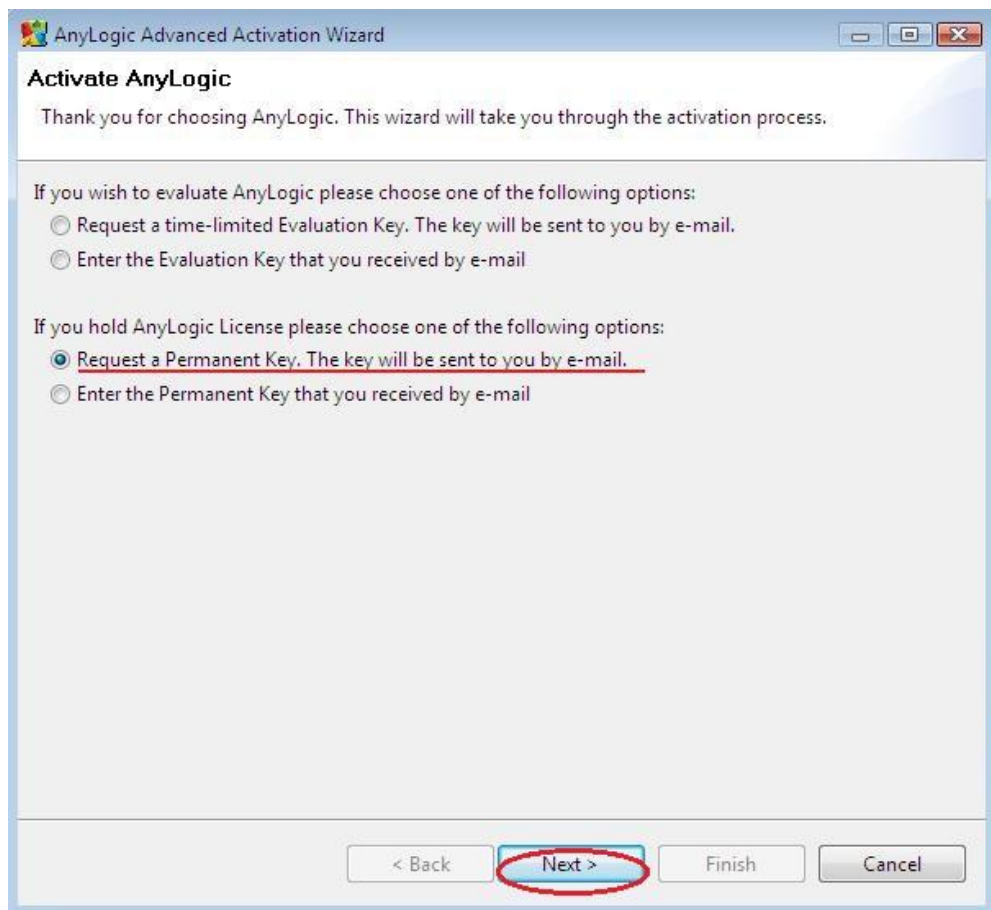 AnyLogic Advanced Activation Wizard
Activate AnyLogic
Thank you for choosing AnyLogic. This wizard will take you through the activation process.
If you wish to evaluate AnyLogic please choose one of the following options:
Request a time-limited Evaluation Key. The key will be sent to you by e-mail.
Enter the Evaluation Key that you received by e-mail
If you hold AnyLogic License please choose one of the following options:
Request a Permanent Key. The key will be sent to you by e-mail.
Enter the Permanent Key that you received by e-mail
< Back Next > Finish Cancel